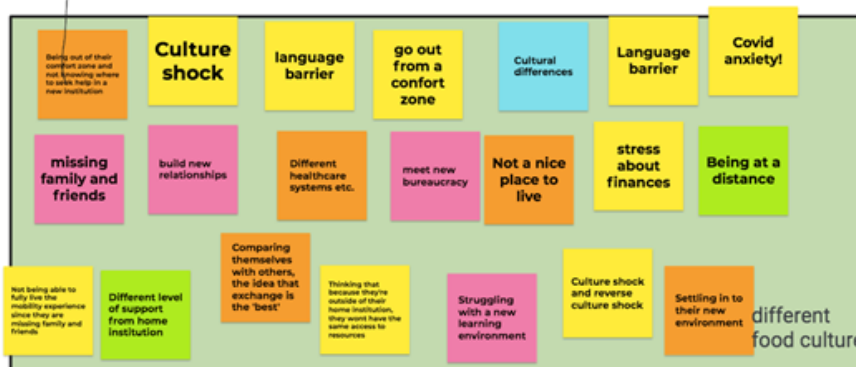 Being out of their
comfort zone and
not knowing where
to seek help in a
new institution
Culture
shock
language
barrier
go out
from a
confort
zone
Cultural
differences
Language
barrier
Covid
anxiety!
missing
family and
friends
build new
relationships
Different
healthcare
systems etc.
meet new
bureaucracy
Not a nice
place to
live
stress
about
finances
Being at a
distance
Not being able to
fully live the
mobility experience
since they are
missing family and
friends
Different level
of support
from home
institution
Comparing
themselves
with others,
the idea that
exchange is
the 'best'
Thinking that
because they're
outside of their
home institution,
they wont have the
same access to
resources
Struggling
with a new
learning
environment
Culture shock
and reverse
culture shock
Settling in to
their new
environment
different
food culture